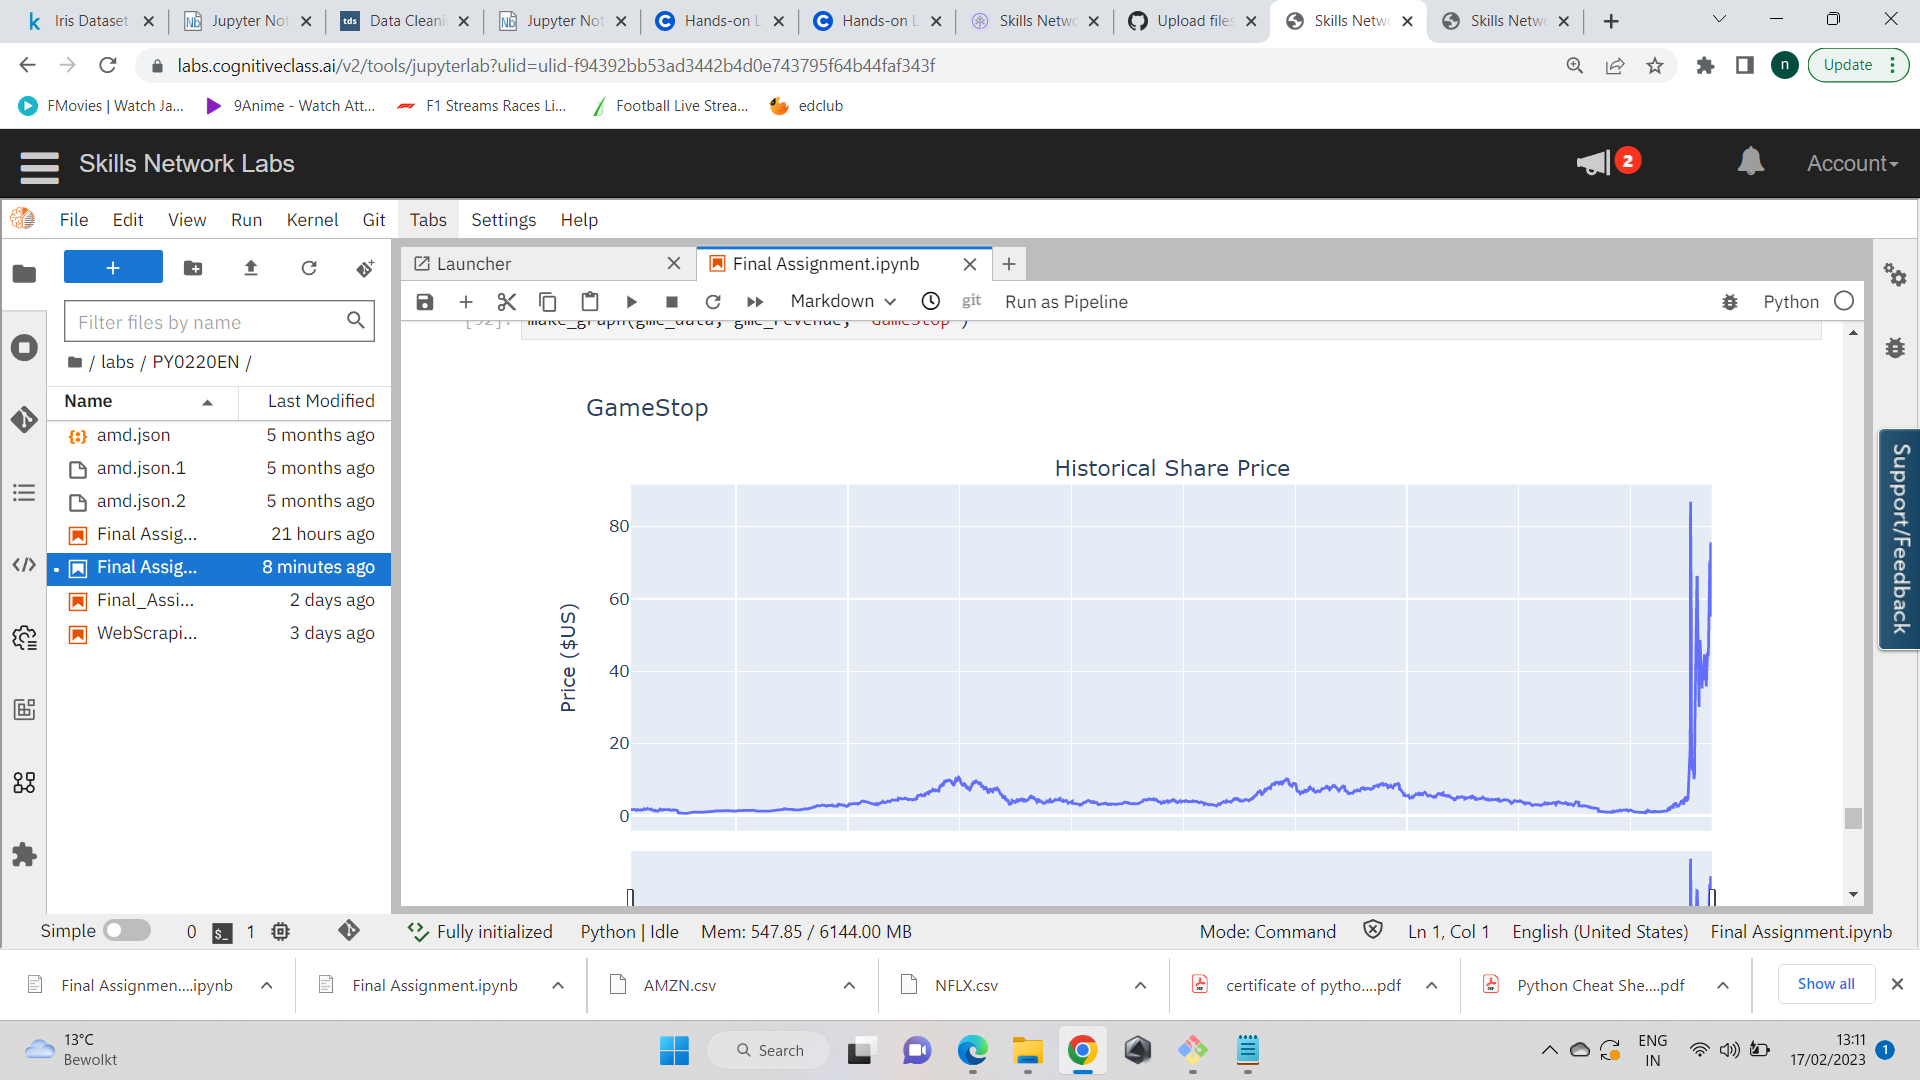 Iris Dataset
Jupyter Not
tds Data Cleani
Jupyter Not
Hands-on L
Hands-on L
Skills Netwo
Upload files
Skills Netwo
Skills Netwo
labs.cognitiveclass.ai/v2/tools/jupyterlab?ulid=ulid-f94392bb53ad3442b4d0e743795f64b44faf343f
n
Update
FMovies | Watch Ja...
9Anime - Watch Att...
F1 Streams Races Li...
Football Live Strea...
edclub
Skills Network Labs
2
Account
File Edit View Run Kernel Git Tabs Settings Help
Launcher
Final Assignment.ipynb
Markdown
git
Run as Pipeline
Python
Filter files by name
/ labs / PY0220EN /
Name Last Modified
amd.json 5 months ago
amd.json.1 5 months ago
amd.json.2 5 months ago
Final Assig... 21 hours ago
Final Assig... 8 minutes ago
Final_Assi... 2 days ago
WebScrapi... 3 days ago
make_graph(gme_data, gme_revenue, 'GameStop')
GameStop
Historical Share Price
Price ($US)
80
60
40
20
0
Support/Feedback
Simple 0 $_ 1
Fully initialized Python | Idle Mem: 547.85 / 6144.00 MB
Mode: Command Ln 1, Col 1 English (United States) Final Assignment.ipynb
Final Assignmen....ipynb
Final Assignment.ipynb
AMZN.csv
NFLX.csv
certificate of pytho....pdf
Python Cheat She....pdf
Show all
13°C
Bewolkt
Search
ENG
IN
13:11
17/02/2023
1